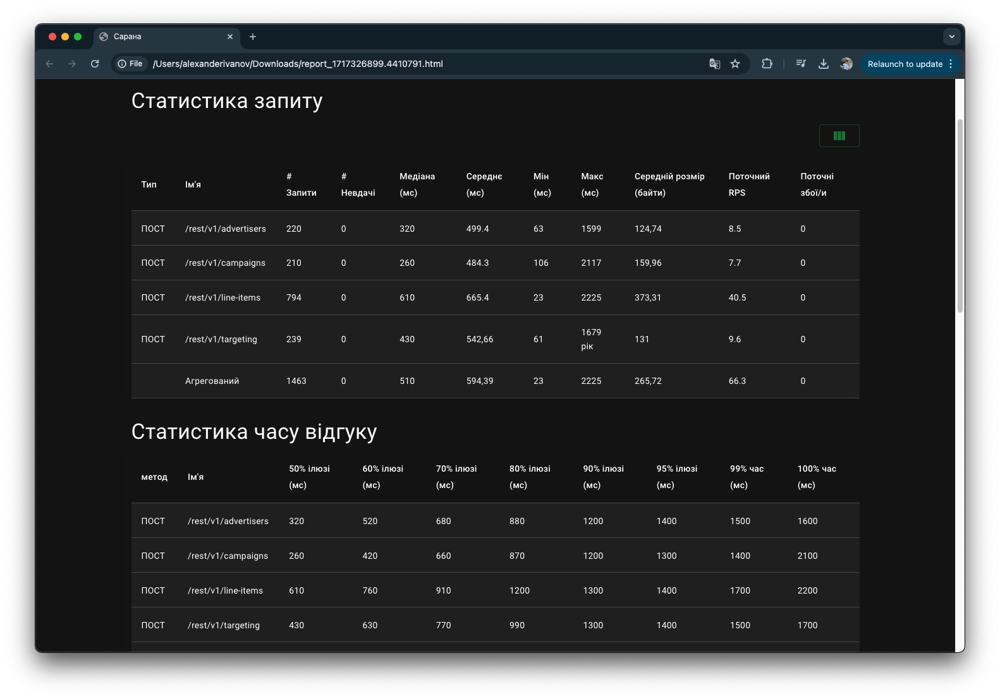 Сарана
File /Users/alexanderivanov/Downloads/report_1717326899.4410791.html Relaunch to update
Статистика запиту
Тип Ім'я # Запити # Невдачі Медіана (мс) Середнє (мс) Мін (мс) Макс (мс) Середній розмір (байти) Поточний RPS Поточні збої/и
ПОСТ /rest/v1/advertisers 220 0 320 499.4 63 1599 124,74 8.5 0
ПОСТ /rest/v1/campaigns 210 0 260 484.3 106 2117 159,96 7.7 0
ПОСТ /rest/v1/line-items 794 0 610 665.4 23 2225 373,31 40.5 0
ПОСТ /rest/v1/targeting 239 0 430 542,66 61 1679 рік 131 9.6 0
Агрегований 1463 0 510 594,39 23 2225 265,72 66.3 0
Статистика часу відгуку
метод Ім'я 50% ілюзі (мс) 60% ілюзі (мс) 70% ілюзі (мс) 80% ілюзі (мс) 90% ілюзі (мс) 95% ілюзі (мс) 99% час (мс) 100% час (мс)
ПОСТ /rest/v1/advertisers 320 520 680 880 1200 1400 1500 1600
ПОСТ /rest/v1/campaigns 260 420 660 870 1200 1300 1400 2100
ПОСТ /rest/v1/line-items 610 760 910 1200 1300 1400 1700 2200
ПОСТ /rest/v1/targeting 430 630 770 990 1300 1400 1500 1700